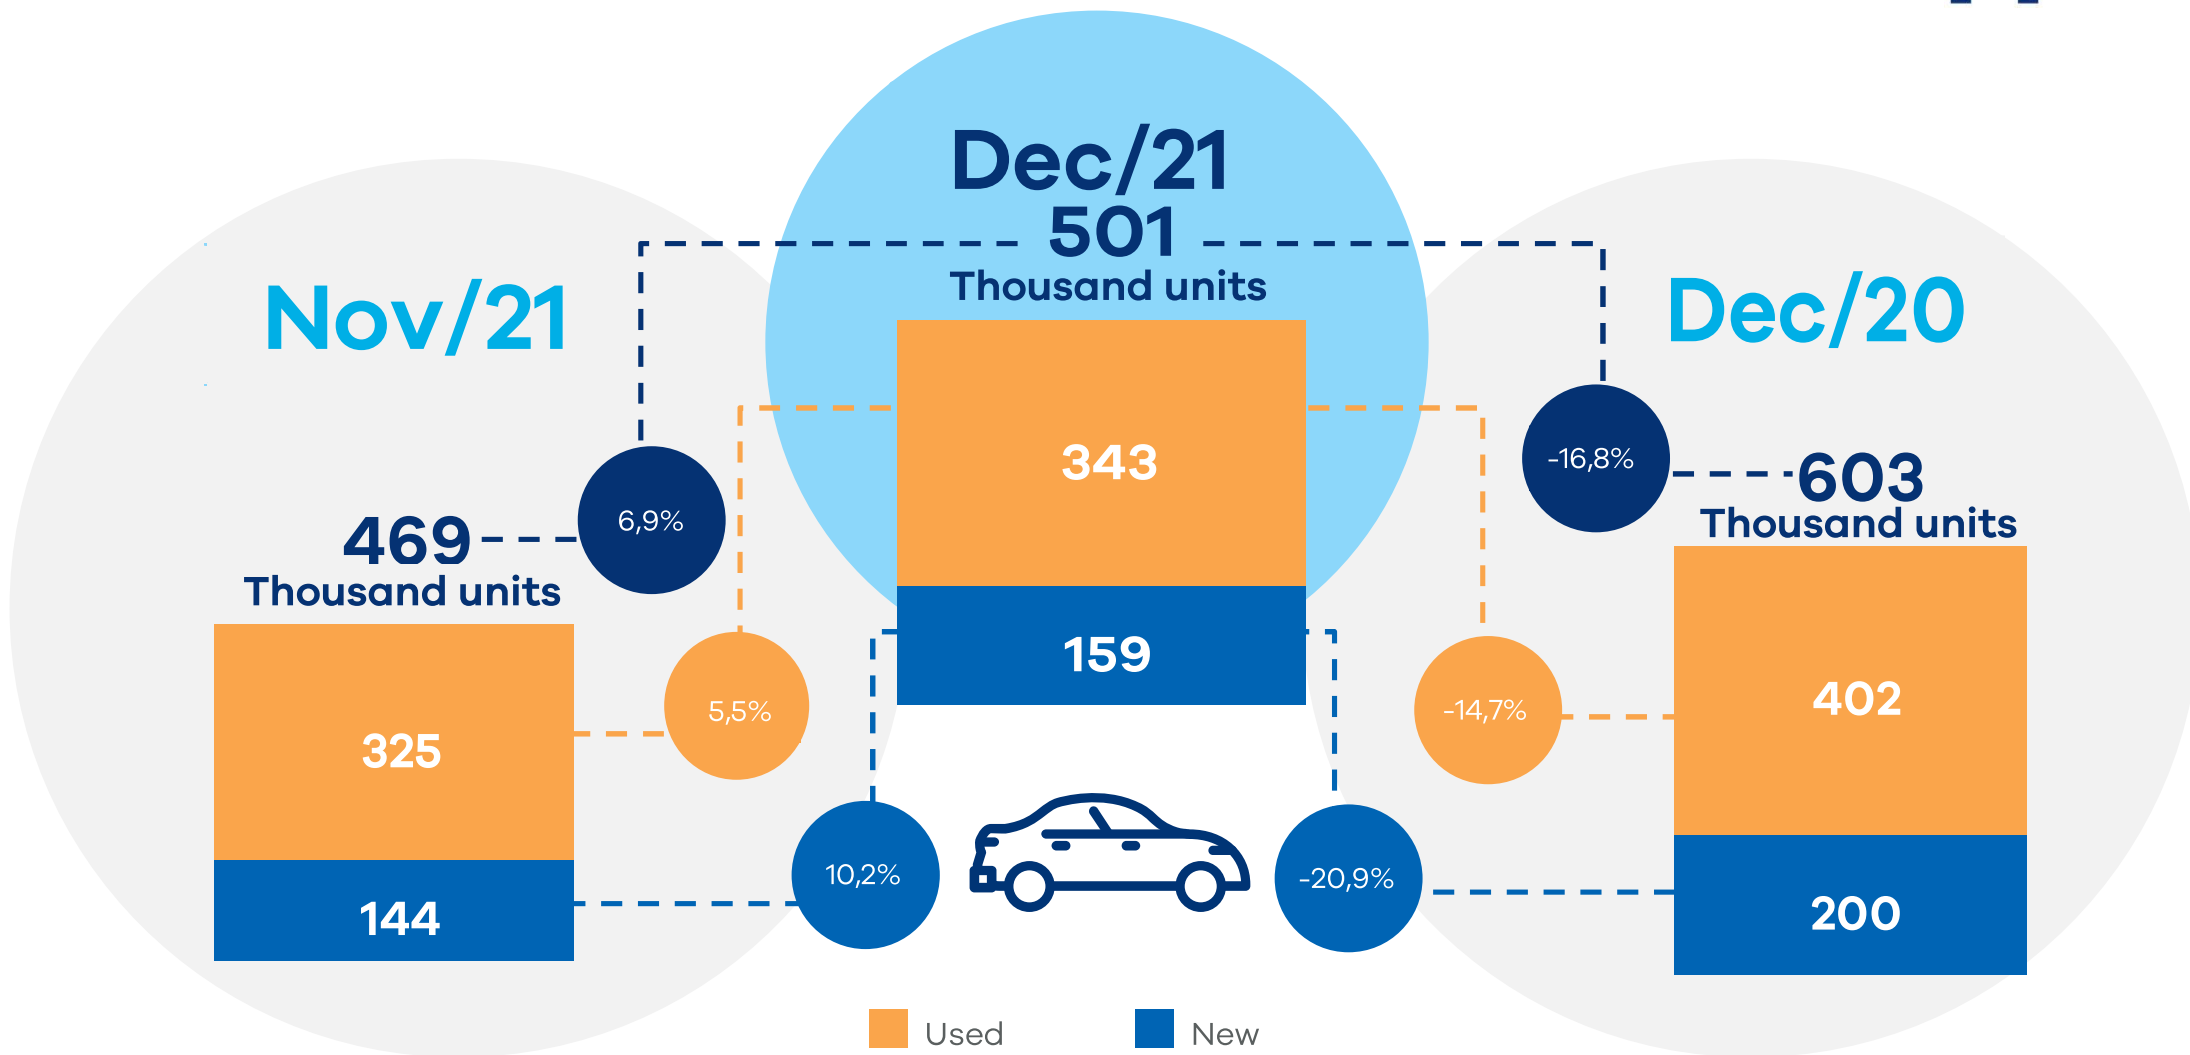 Dec/21
501
Thousand units
343
159
Nov/21
469
Thousand units
325
144
6,9%
5,5%
10,2%
Dec/20
603
Thousand units
402
200
-16,8%
-14,7%
-20,9%
Used
New